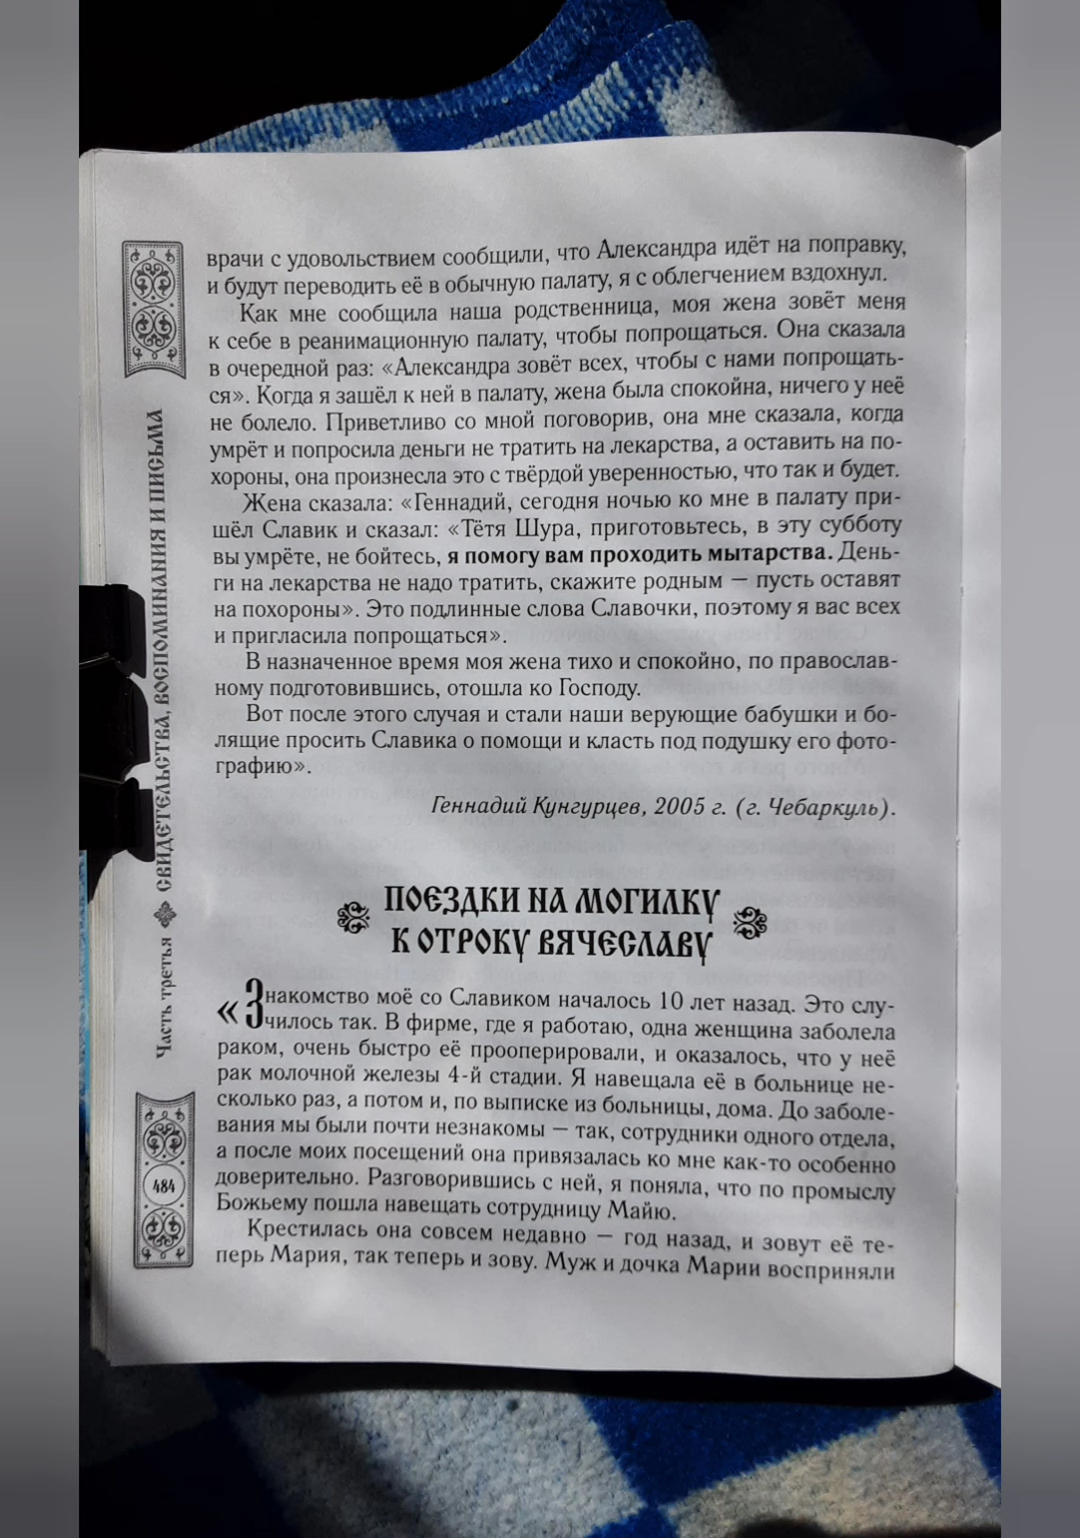 врачи с удовольствием сообщили, что Александра идёт на поправку,
и будут переводить её в обычную палату, я с облегчением вздохнул.
Как мне сообщила наша родственница, моя жена зовёт меня
к себе в реанимационную палату, чтобы попрощаться. Она сказала
в очередной раз: «Александра зовёт всех, чтобы с нами попрощать-
ся». Когда я зашёл к ней в палату, жена была спокойна, ничего у неё
не болело. Приветливо со мной поговорив, она мне сказала, когда
умрёт и попросила деньги не тратить на лекарства, а оставить на по-
хороны, она произнесла это с твёрдой уверенностью, что так и будет.
Жена сказала: «Геннадий, сегодня ночью ко мне в палату при-
шёл Славик и сказал: «Тётя Шура, приготовьтесь, в эту субботу
вы умрёте, не бойтесь, я помогу вам проходить мытарства. День-
ги на лекарства не надо тратить, скажите родным — пусть оставят
на похороны». Это подлинные слова Славочки, поэтому я вас всех
и пригласила попрощаться».
В назначенное время моя жена тихо и спокойно, по православ-
ному подготовившись, отошла ко Господу.
Вот после этого случая и стали наши верующие бабушки и бо-
лящие просить Славика о помощи и класть под подушку его фото-
графию».
Геннадий Кунгурцев, 2005 г. (г. Чебаркуль).
ПОЕЗДКИ НА МОГИЛКУ
К ОТРОКУ ВЯЧЕСЛАВУ
«Знакомство моё со Славиком началось 10 лет назад. Это слу-
чилось так. В фирме, где я работаю, одна женщина заболела
раком, очень быстро её прооперировали, и оказалось, что у неё
рак молочной железы 4-й стадии. Я навещала её в больнице не-
сколько раз, а потом и, по выписке из больницы, дома. До заболе-
вания мы были почти незнакомы — так, сотрудники одного отдела,
а после моих посещений она привязалась ко мне как-то особенно
доверительно. Разговорившись с ней, я поняла, что по промыслу
Божьему пошла навещать сотрудницу Майю.
Крестилась она совсем недавно — год назад, и зовут её те-
перь Мария, так теперь и зову. Муж и дочка Марии восприняли
Часть третья СВИДЕТЕЛЬСТВА, ВОСПОМИНАНИЯ И ПИСЬМА
484